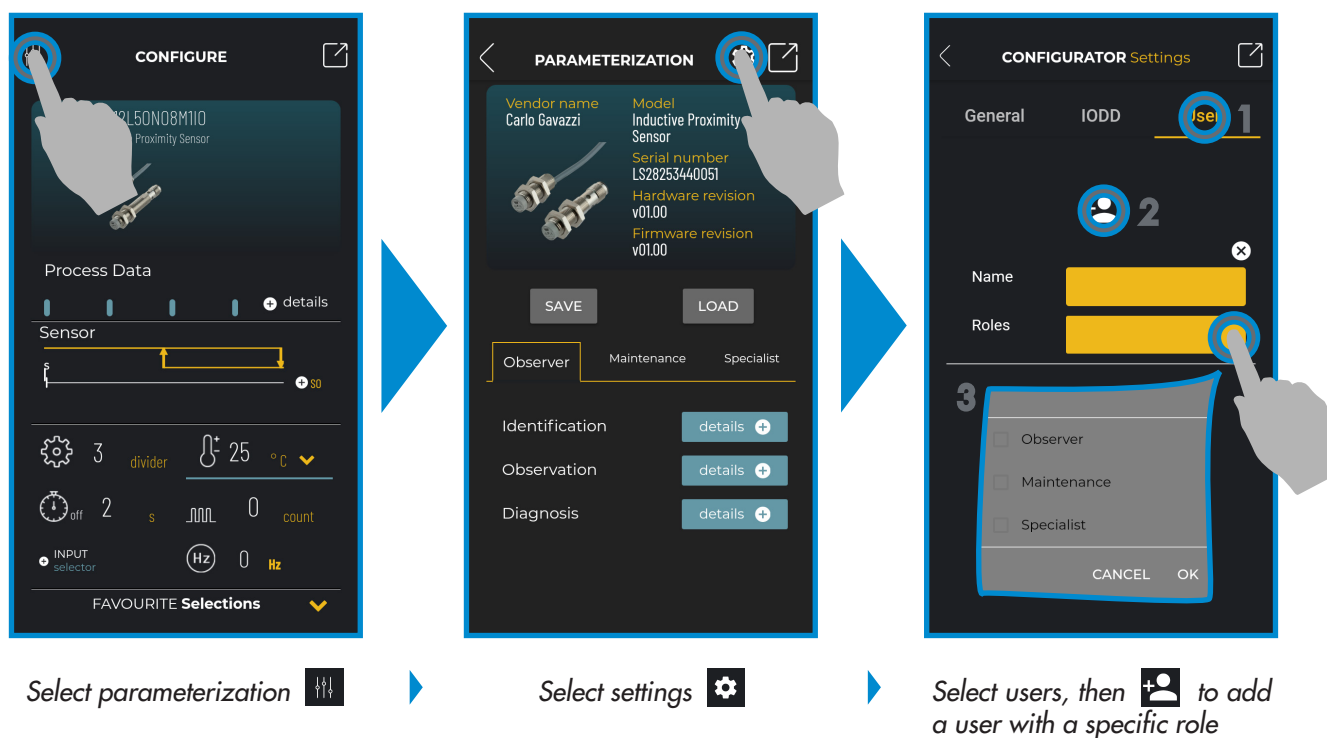 CONFIGURE
12L50N08M1IO
Proximity Sensor
Process Data
details
Sensor
so
3 divider 25 °C
off 2 s 0 count
INPUT
selector
Hz 0 Hz
FAVOURITE Selections
Select parameterization
PARAMETERIZATION
Vendor name
Carlo Gavazzi
Model
Inductive Proximity
Sensor
Serial number
LS28253440051
Hardware revision
v01.00
Firmware revision
v01.00
SAVE LOAD
Observer Maintenance Specialist
Identification details
Observation details
Diagnosis details
Select settings
CONFIGURATOR Settings
General IODD User 1
2
Name
Roles
3
Observer
Maintenance
Specialist
CANCEL OK
Select users, then to add
a user with a specific role